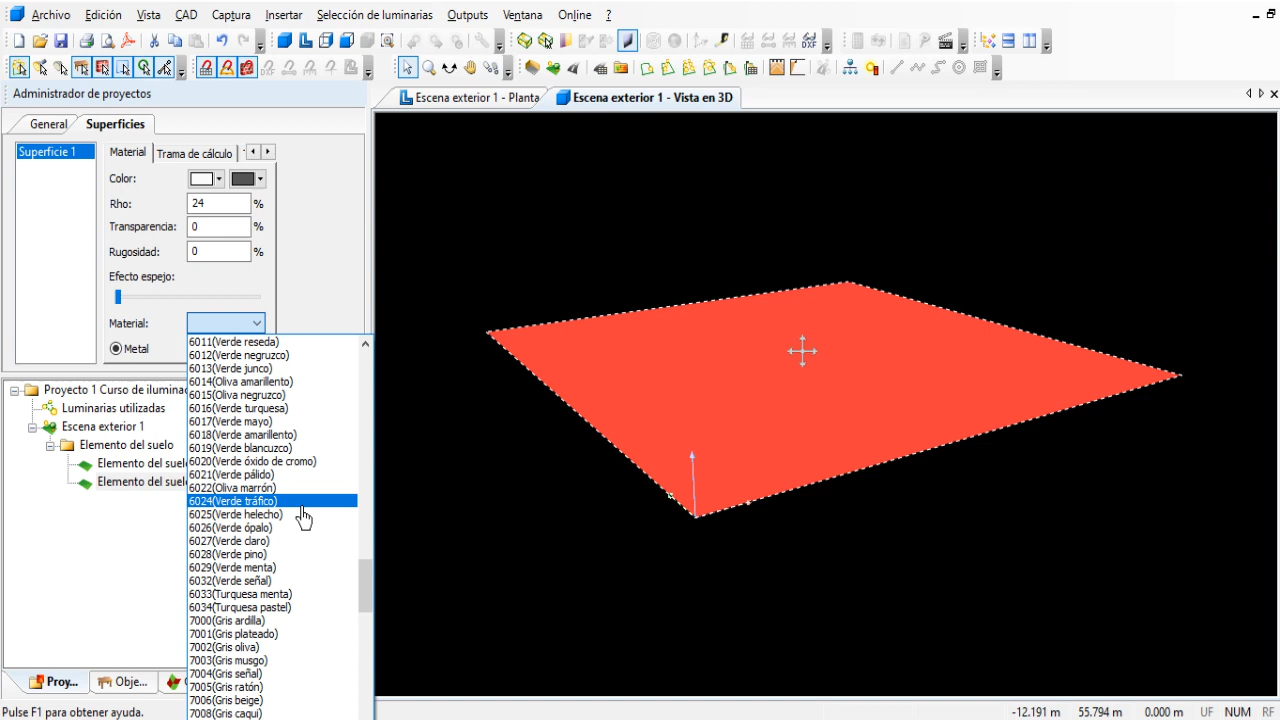 Archivo Edición Vista CAD Captura Insertar Selección de luminarias Outputs Ventana Online ?
DXF DXF
Administrador de proyectos
Escena exterior 1 - Planta
Escena exterior 1 - Vista en 3D
General
Superficies
Superficie 1
Material
Trama de cálculo
Color:
Rho: 24 %
Transparencia: 0 %
Rugosidad: 0 %
Efecto espejo:
Material:
Metal
6011(Verde reseda)
6012(Verde negruzco)
6013(Verde junco)
6014(Oliva amarillento)
6015(Oliva negruzco)
6016(Verde turquesa)
6017(Verde mayo)
6018(Verde amarillento)
6019(Verde blancuzco)
6020(Verde óxido de cromo)
6021(Verde pálido)
6022(Oliva marrón)
6024(Verde tráfico)
6025(Verde helecho)
6026(Verde ópalo)
6027(Verde claro)
6028(Verde pino)
6029(Verde menta)
6032(Verde señal)
6033(Turquesa menta)
6034(Turquesa pastel)
7000(Gris ardilla)
7001(Gris plateado)
7002(Gris oliva)
7003(Gris musgo)
7004(Gris señal)
7005(Gris ratón)
7006(Gris beige)
7008(Gris caqui)
Proyecto 1 Curso de ilumina
Luminarias utilizadas
Escena exterior 1
Elemento del suelo
Elemento del suel
Elemento del suel
Proy...
Obje...
Pulse F1 para obtener ayuda.
-12.191 m 55.794 m 0.000 m UF NUM RF